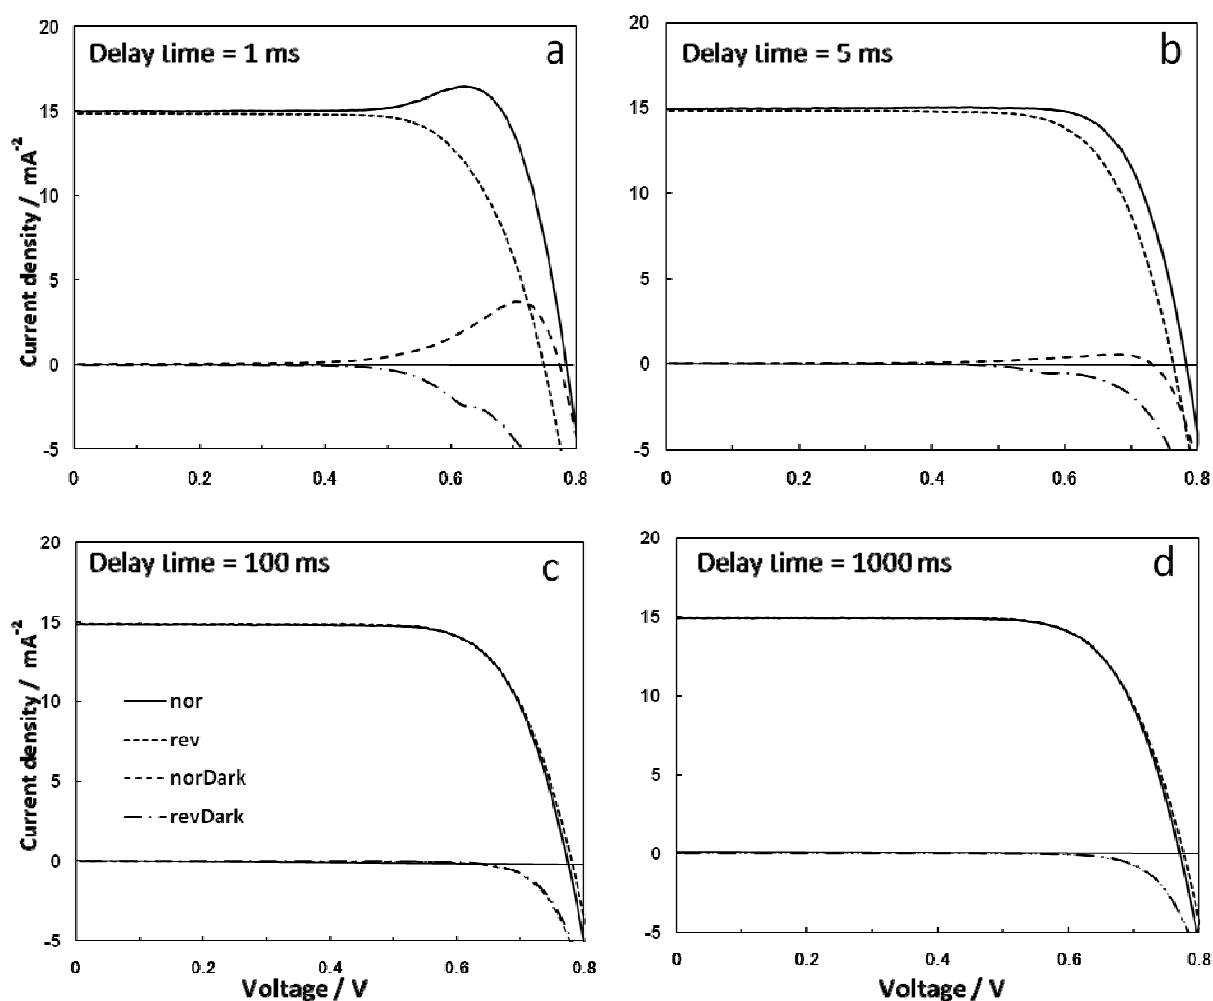 20
Delay time = 1 ms
a
15
10
5
0
-5
0
0.2
0.4
0.6
0.8
Current density / mA-2
20
Delay time = 5 ms
b
15
10
5
0
-5
0
0.2
0.4
0.6
0.8
20
Delay time = 100 ms
c
15
10
5
0
-5
nor
rev
norDark
revDark
0
0.2
0.4
0.6
0.8
Current density / mA-2
Voltage / V
20
Delay time = 1000 ms
d
15
10
5
0
-5
0
0.2
0.4
0.6
0.8
Voltage / V